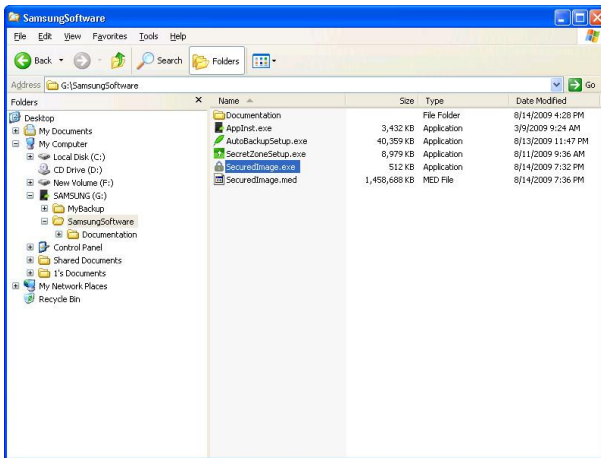 SamsungSoftware
File Edit View Favorites Tools Help
Back Search Folders
Address G:\SamsungSoftware Go
Folders X
Desktop
My Documents
My Computer
Local Disk (C:)
CD Drive (D:)
New Volume (F:)
SAMSUNG (G:)
MyBackup
SamsungSoftware
Documentation
Control Panel
Shared Documents
1's Documents
My Network Places
Recycle Bin
Name Size Type Date Modified
Documentation File Folder 8/14/2009 4:28 PM
AppInst.exe 3,432 KB Application 3/9/2009 9:24 AM
AutoBackupSetup.exe 40,359 KB Application 8/13/2009 11:47 PM
SecretZoneSetup.exe 8,979 KB Application 8/11/2009 9:36 AM
SecuredImage.exe 512 KB Application 8/14/2009 7:32 PM
SecuredImage.med 1,458,688 KB MED File 8/14/2009 7:36 PM